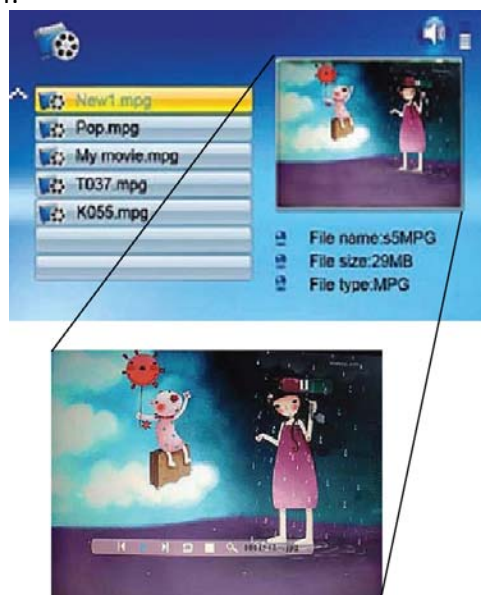 New1.mpg
Pop.mpg
My movie.mpg
T037.mpg
K055.mpg
File name:s5MPG
File size:29MB
File type:MPG